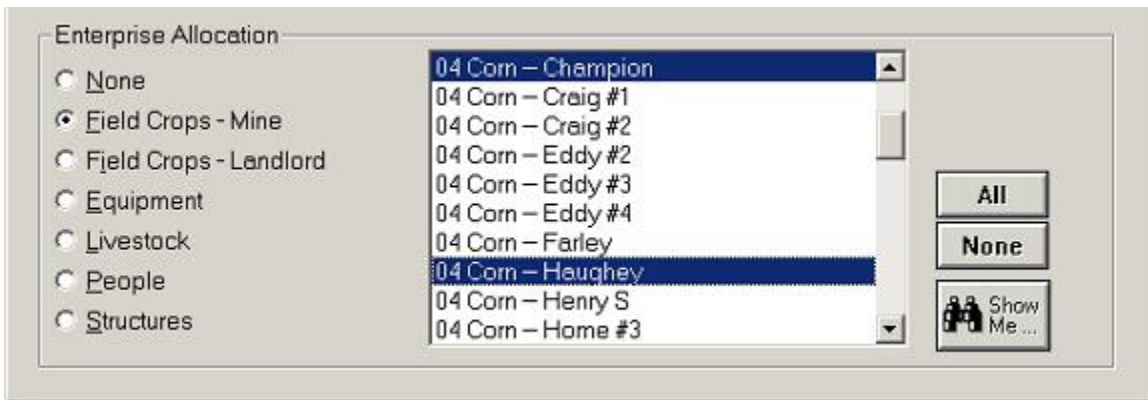 Enterprise Allocation
None
Field Crops - Mine
Field Crops - Landlord
Equipment
Livestock
People
Structures
04 Corn – Champion
04 Corn – Craig #1
04 Corn – Craig #2
04 Corn – Eddy #2
04 Corn – Eddy #3
04 Corn – Eddy #4
04 Corn – Farley
04 Corn – Haughey
04 Corn – Henry S
04 Corn – Home #3
All
None
Show
Me ...